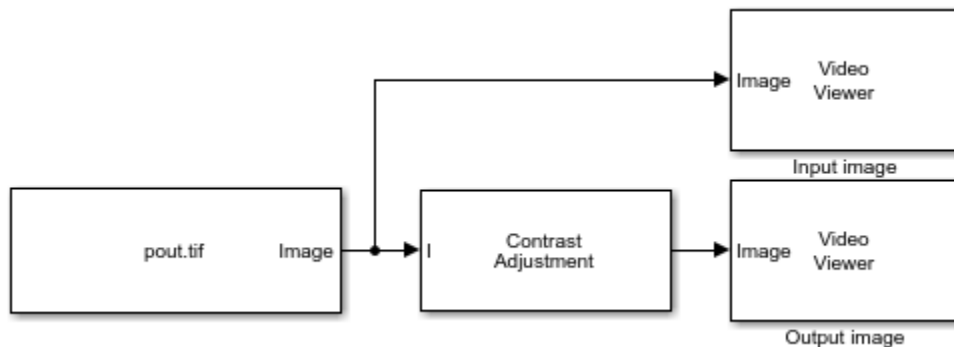 Image
Video
Viewer
Input image
pout.tif
Image
I
Contrast
Adjustment
Image
Video
Viewer
Output image